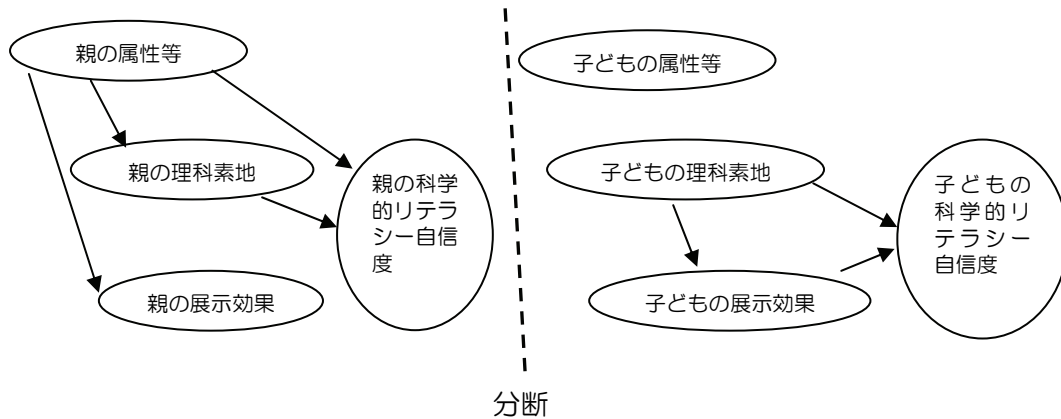 親の属性等
親の理科素地
親の科学
的リテラ
シー自信
度
親の展示効果
子どもの属性等
子どもの理科素地
子どもの
科学的リ
テラシー
自信度
子どもの展示効果
分断